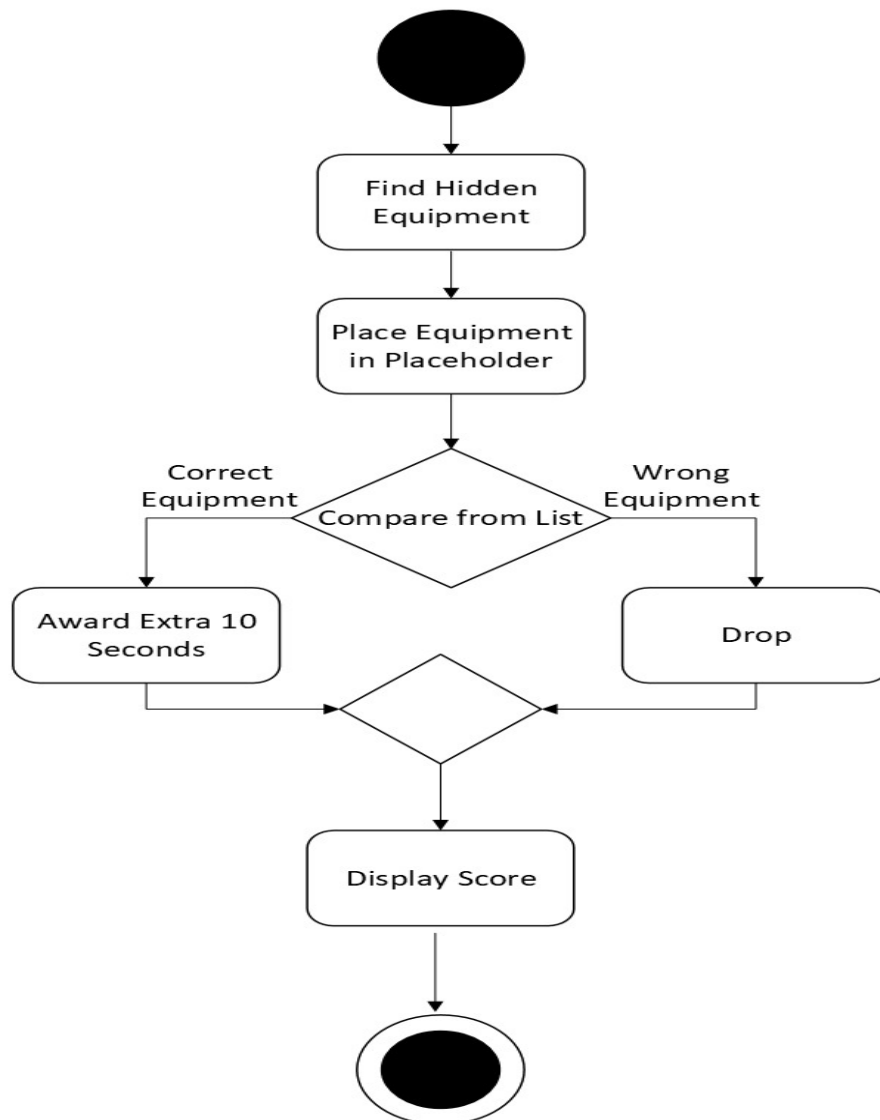 Find Hidden
Equipment
Place Equipment
in Placeholder
Correct
Equipment
Wrong
Equipment
Compare from List
Award Extra 10
Seconds
Drop
Display Score